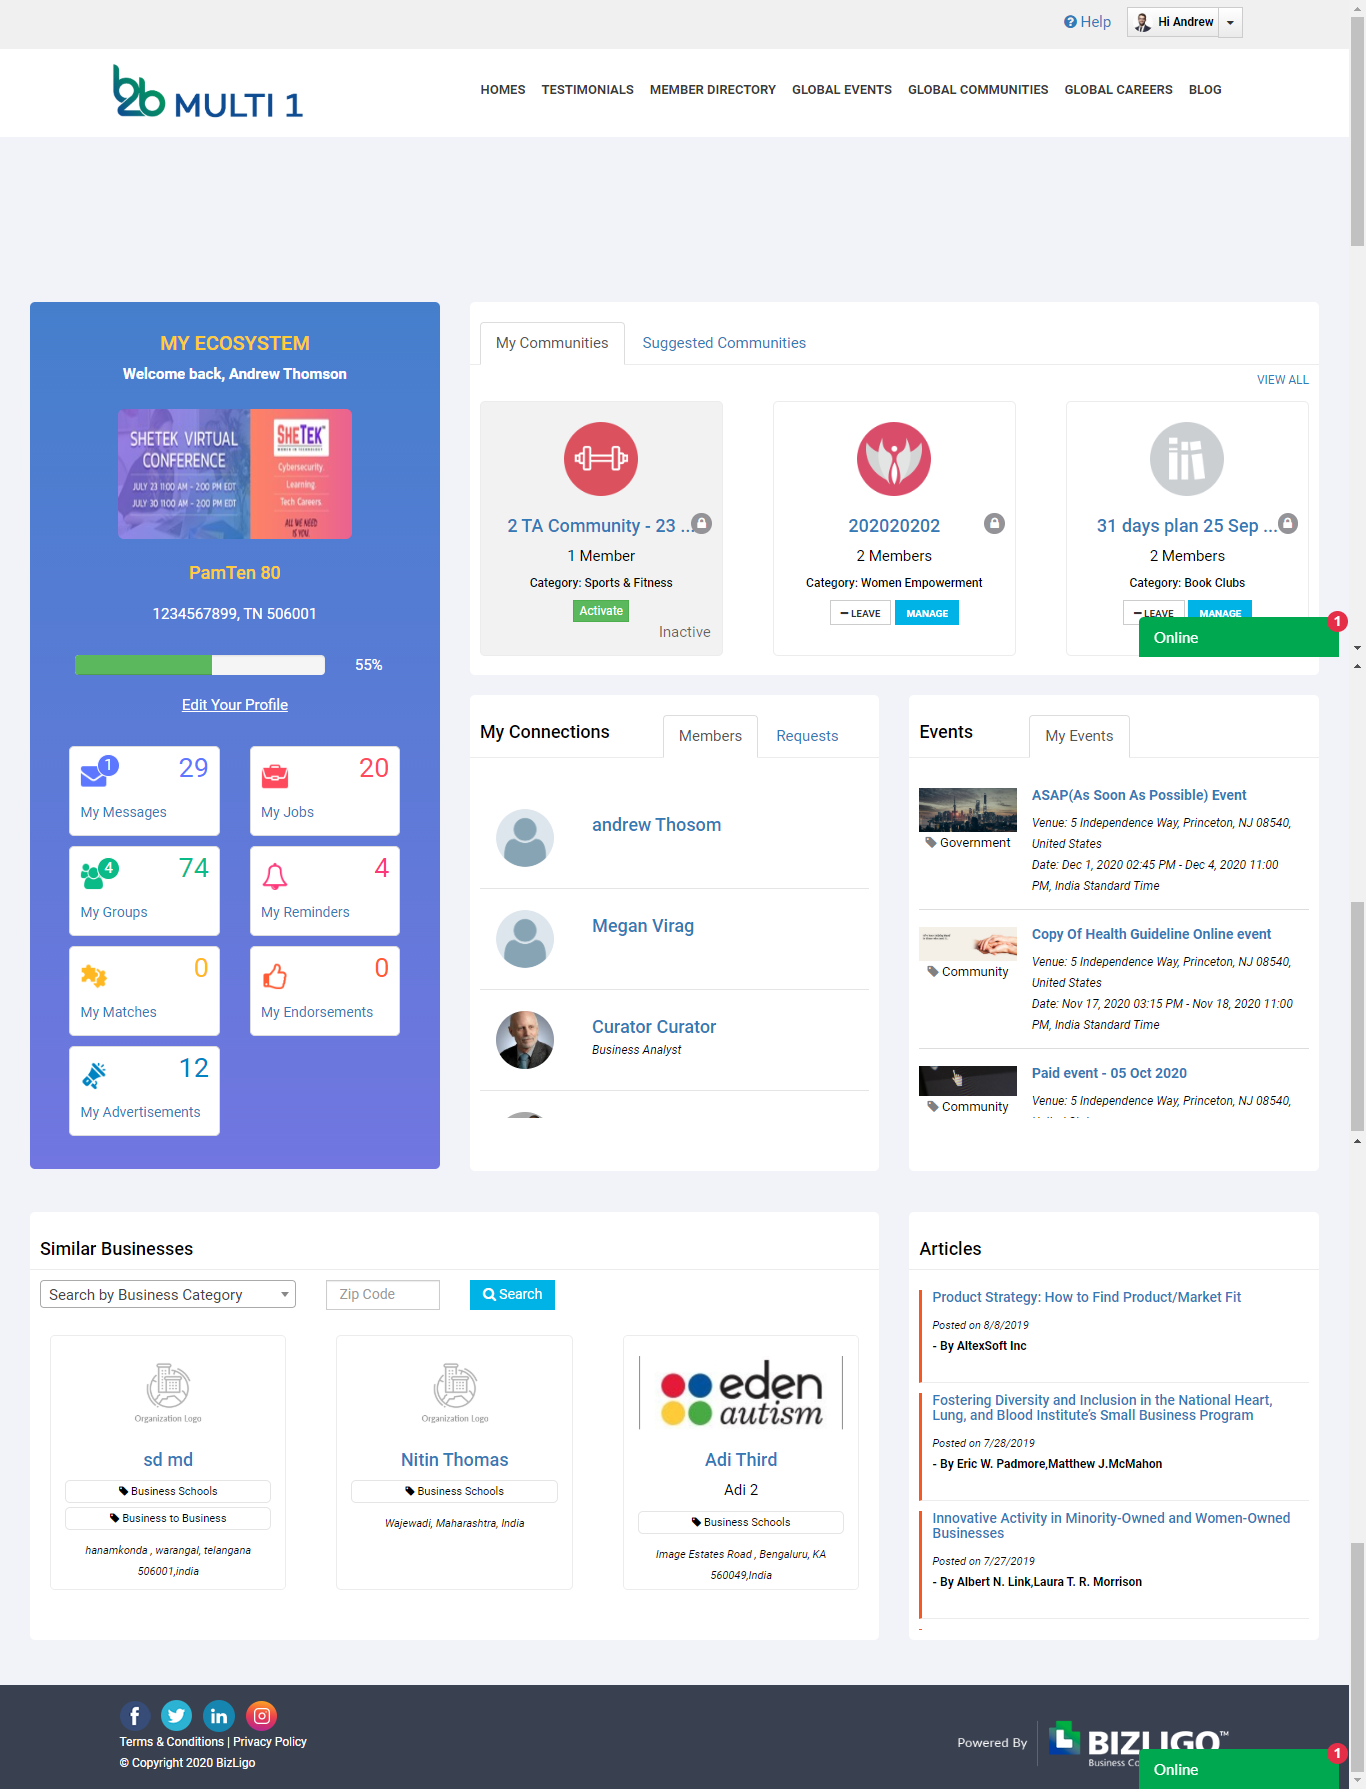 Help
Hi Andrew
b2b MULTI 1
HOMES TESTIMONIALS MEMBER DIRECTORY GLOBAL EVENTS GLOBAL COMMUNITIES GLOBAL CAREERS BLOG
MY ECOSYSTEM
Welcome back, Andrew Thomson
SHETEK VIRTUAL
CONFERENCE
JULY 23 11:00 AM - 2:00 PM EDT
JULY 30 11:00 AM - 2:00 PM EDT
SHETEK
WOMEN IN TECHNOLOGY
Cybersecurity
Learning
Tech Careers
ALL WE NEED
IS YOU!
PamTen 80
1234567899, TN 506001
55%
Edit Your Profile
1 29
My Messages
20
My Jobs
4 74
My Groups
4
My Reminders
0
My Matches
0
My Endorsements
12
My Advertisements
My Communities Suggested Communities
VIEW ALL
2 TA Community - 23 ...
1 Member
Category: Sports & Fitness
Activate
Inactive
202020202
2 Members
Category: Women Empowerment
LEAVE MANAGE
31 days plan 25 Sep ...
2 Members
Category: Book Clubs
LEAVE MANAGE
Online 1
My Connections Members Requests
andrew Thosom
Megan Virag
Curator Curator
Business Analyst
Events My Events
ASAP(As Soon As Possible) Event
Venue: 5 Independence Way, Princeton, NJ 08540,
United States
Date: Dec 1, 2020 02:45 PM - Dec 4, 2020 11:00
PM, India Standard Time
Government
Copy Of Health Guideline Online event
Venue: 5 Independence Way, Princeton, NJ 08540,
United States
Date: Nov 17, 2020 03:15 PM - Nov 18, 2020 11:00
PM, India Standard Time
Community
Paid event - 05 Oct 2020
Venue: 5 Independence Way, Princeton, NJ 08540,
Community
Similar Businesses
Search by Business Category Zip Code Search
Organization Logo
sd md
Business Schools
Business to Business
hanamkonda , warangal, telangana
506001,india
Organization Logo
Nitin Thomas
Business Schools
Wajewadi, Maharashtra, India
eden
autism
Adi Third
Adi 2
Business Schools
Image Estates Road , Bengaluru, KA
560049,India
Articles
Product Strategy: How to Find Product/Market Fit
Posted on 8/8/2019
- By AltexSoft Inc
Fostering Diversity and Inclusion in the National Heart,
Lung, and Blood Institute's Small Business Program
Posted on 7/28/2019
- By Eric W. Padmore,Matthew J.McMahon
Innovative Activity in Minority-Owned and Women-Owned
Businesses
Posted on 7/27/2019
- By Albert N. Link,Laura T. R. Morrison
Terms & Conditions | Privacy Policy
© Copyright 2020 BizLigo
Powered By
BIZLIGO™
Business Co
Online 1